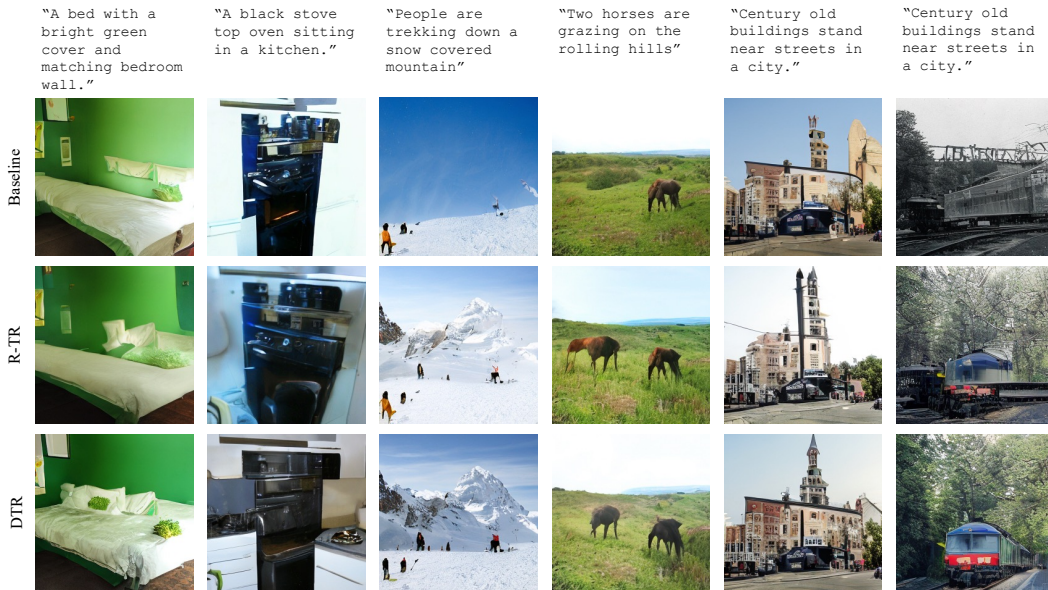 “A bed with a
bright green
cover and
matching bedroom
wall.”
“A black stove
top oven sitting
in a kitchen.”
“People are
trekking down a
snow covered
mountain”
“Two horses are
grazing on the
rolling hills”
“Century old
buildings stand
near streets in
a city.”
“Century old
buildings stand
near streets in
a city.”
Baseline
R-TR
DTR